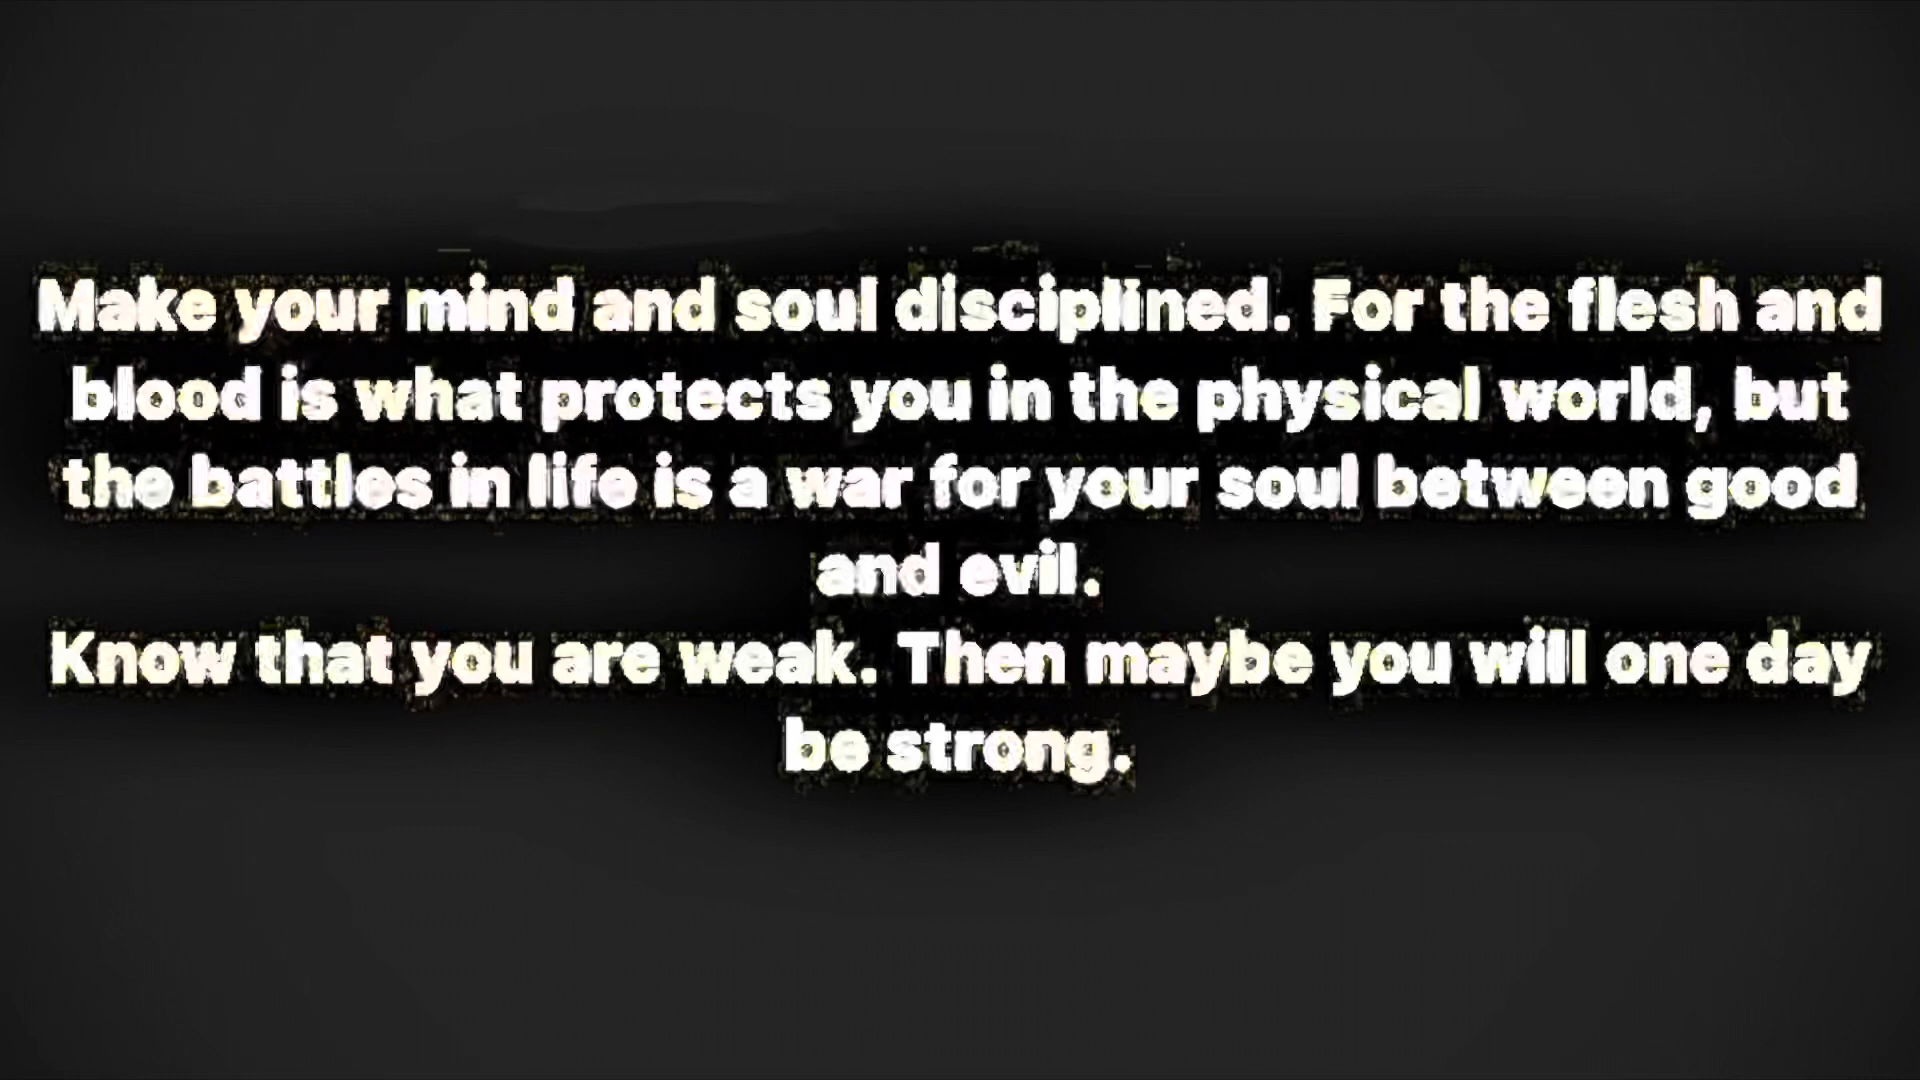 Make your mind and soul disciplined. For the flesh and
blood is what protects you in the physical world, but
the battles in life is a war for your soul between good
and evil.
Know that you are weak. Then maybe you will one day
be strong.